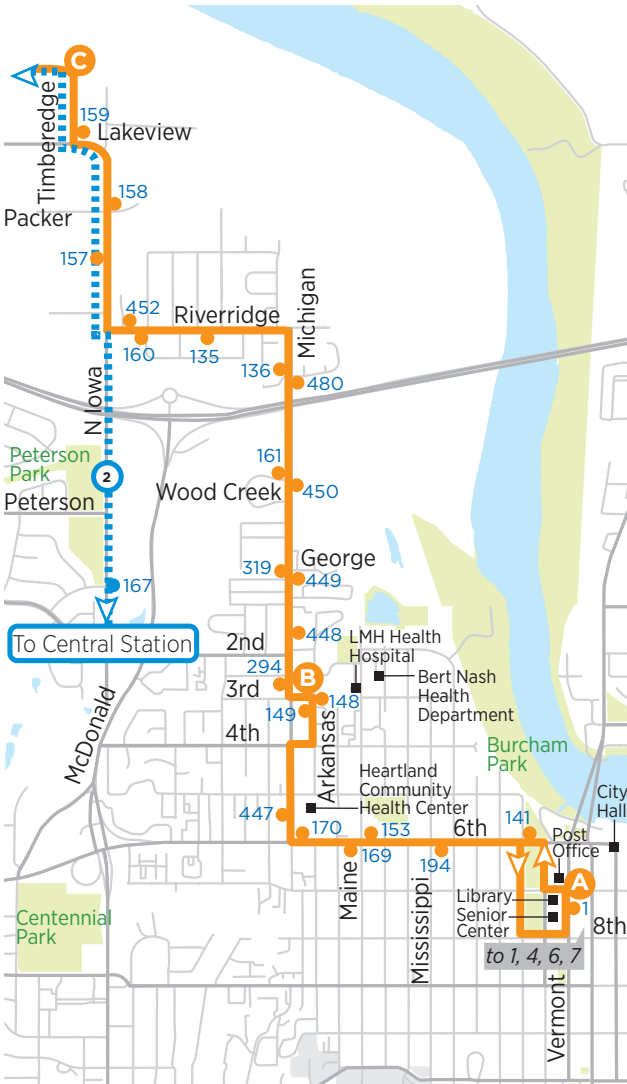 C
159
Lakeview
Timberedge
158
Packer
157
452
Riverridge
Michigan
160
135
136
480
N Iowa
161
Peterson
Park
2
Wood Creek
450
Peterson
George
319
449
167
448
LMH Health
Hospital
To Central Station
2nd
294
B
Bert Nash
Health
Department
3rd
148
149
McDonald
Arkansas
4th
Burcham
Park
Heartland
Community
Health Center
City
Hall
447
170
153
6th
141
Post
Office
169
194
Maine
Mississippi
A
Library
1
Senior
Center
8th
Centennial
Park
to 1, 4, 6, 7
Vermont